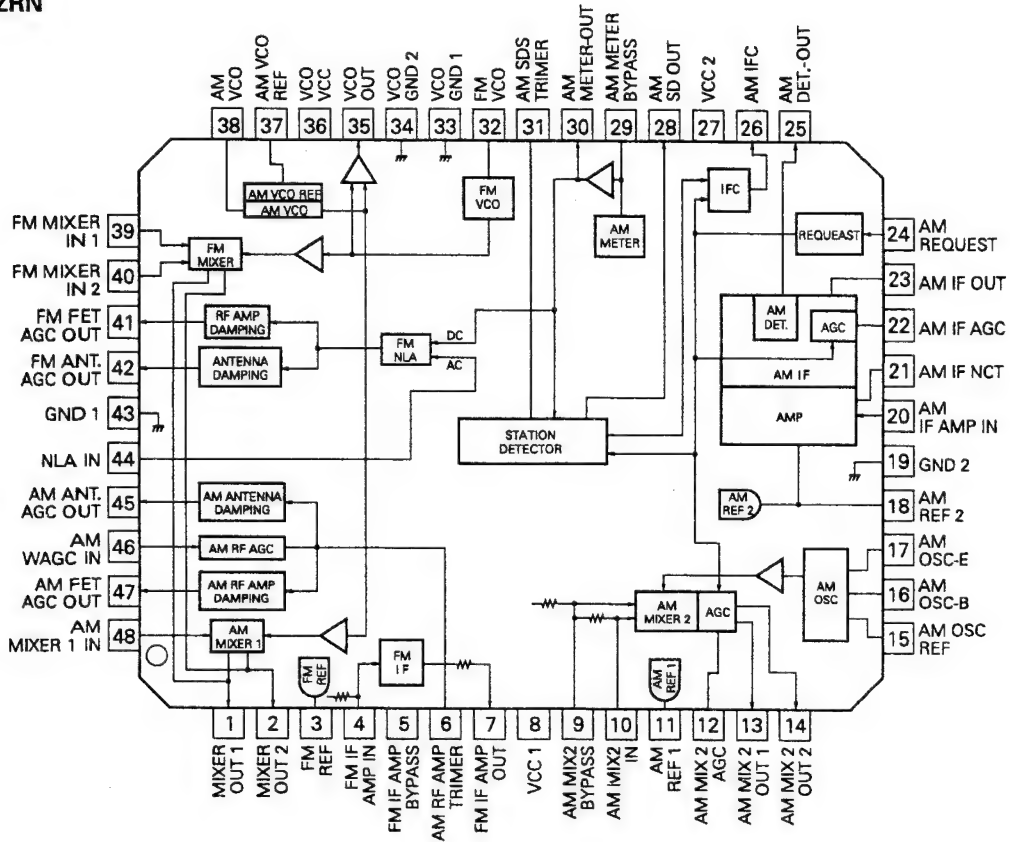 ZRN
AM VCO
AM VCO REF
VCO VCC
VCO OUT
VCO GND 2
VCO GND 1
FM VCO
AM SDS TRIMER
AM METER-OUT
AM METER BYPASS
AM SD OUT
VCC 2
AM IFC
AM DET.-OUT
38
37
36
35
34
33
32
31
30
29
28
27
26
25
AM VCO REF
AM VCO
FM VCO
AM METER
IFC
REQUEAST
FM MIXER IN 1
39
FM MIXER IN 2
40
FM FET AGC OUT
41
FM ANT. AGC OUT
42
GND 1
43
NLA IN
44
AM ANT. AGC OUT
45
AM WAGC IN
46
AM FET AGC OUT
47
AM MIXER 1 IN
48
FM MIXER
RF AMP DAMPING
ANTENNA DAMPING
FM NLA
DC
AC
STATION DETECTOR
AM ANTENNA DAMPING
AM RF AGC
AM RF AMP DAMPING
AM MIXER 1
FM REF
FM IF
AM DET.
AGC
AM IF
AMP
AM REF 2
AM OSC
AM MIXER 2
AGC
AM REF 1
24
AM REQUEST
23
AM IF OUT
22
AM IF AGC
21
AM IF NCT
20
AM IF AMP IN
19
GND 2
18
AM REF 2
17
AM OSC-E
16
AM OSC-B
15
AM OSC REF
1
2
3
4
5
6
7
8
9
10
11
12
13
14
MIXER OUT 1
MIXER OUT 2
FM REF
FM IF AMP IN
FM IF AMP BYPASS
AM RF AMP TRIMER
FM IF AMP OUT
VCC 1
AM MIX2 BYPASS
AM MIX2 IN
AM REF 1
AM MIX 2 AGC
AM MIX 2 OUT 1
AM MIX 2 OUT 2